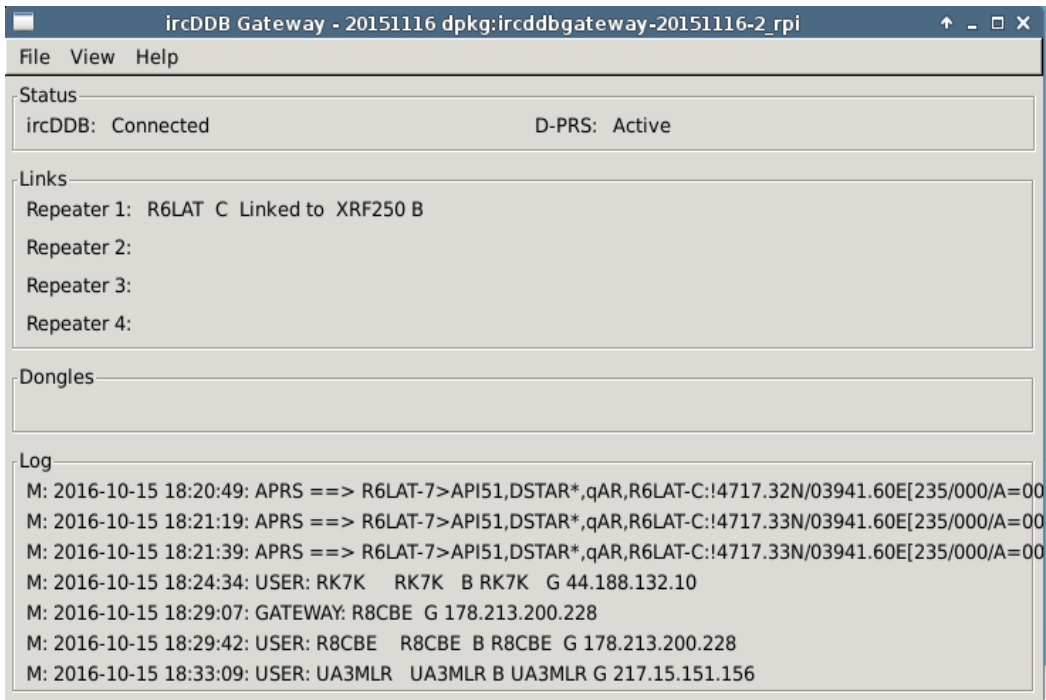 ircDDB Gateway - 20151116 dpkg:ircddbgateway-20151116-2_rpi
File View Help
Status
ircDDB: Connected D-PRS: Active
Links
Repeater 1: R6LAT C Linked to XRF250 B
Repeater 2:
Repeater 3:
Repeater 4:
Dongles
Log
M: 2016-10-15 18:20:49: APRS ==> R6LAT-7>API51,DSTAR*,qAR,R6LAT-C:!4717.32N/03941.60E[235/000/A=00
M: 2016-10-15 18:21:19: APRS ==> R6LAT-7>API51,DSTAR*,qAR,R6LAT-C:!4717.33N/03941.60E[235/000/A=00
M: 2016-10-15 18:21:39: APRS ==> R6LAT-7>API51,DSTAR*,qAR,R6LAT-C:!4717.33N/03941.60E[235/000/A=00
M: 2016-10-15 18:24:34: USER: RK7K RK7K B RK7K G 44.188.132.10
M: 2016-10-15 18:29:07: GATEWAY: R8CBE G 178.213.200.228
M: 2016-10-15 18:29:42: USER: R8CBE R8CBE B R8CBE G 178.213.200.228
M: 2016-10-15 18:33:09: USER: UA3MLR UA3MLR B UA3MLR G 217.15.151.156